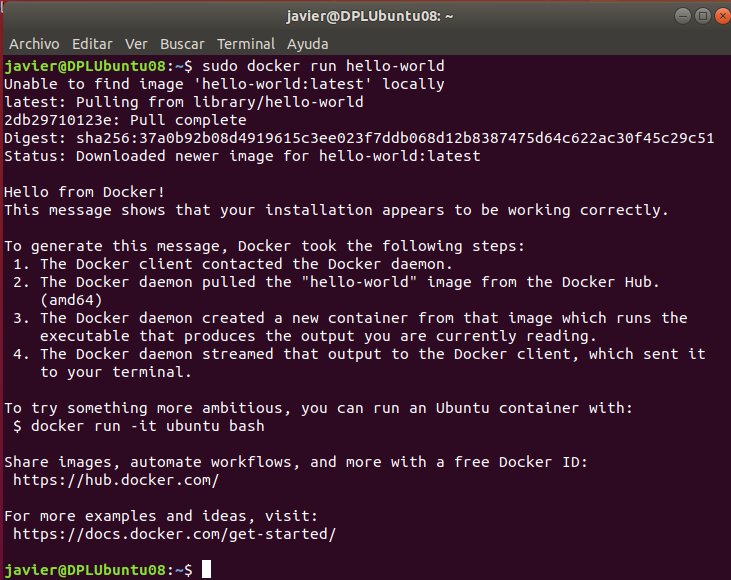 javier@DPLUbuntu08: ~
Archivo Editar Ver Buscar Terminal Ayuda
javier@DPLUbuntu08:~$ sudo docker run hello-world
Unable to find image 'hello-world:latest' locally
latest: Pulling from library/hello-world
2db29710123e: Pull complete
Digest: sha256:37a0b92b08d4919615c3ee023f7ddb068d12b8387475d64c622ac30f45c29c51
Status: Downloaded newer image for hello-world:latest
Hello from Docker!
This message shows that your installation appears to be working correctly.
To generate this message, Docker took the following steps:
1. The Docker client contacted the Docker daemon.
2. The Docker daemon pulled the "hello-world" image from the Docker Hub.
(amd64)
3. The Docker daemon created a new container from that image which runs the
executable that produces the output you are currently reading.
4. The Docker daemon streamed that output to the Docker client, which sent it
to your terminal.
To try something more ambitious, you can run an Ubuntu container with:
$ docker run -it ubuntu bash
Share images, automate workflows, and more with a free Docker ID:
https://hub.docker.com/
For more examples and ideas, visit:
https://docs.docker.com/get-started/
javier@DPLUbuntu08:~$